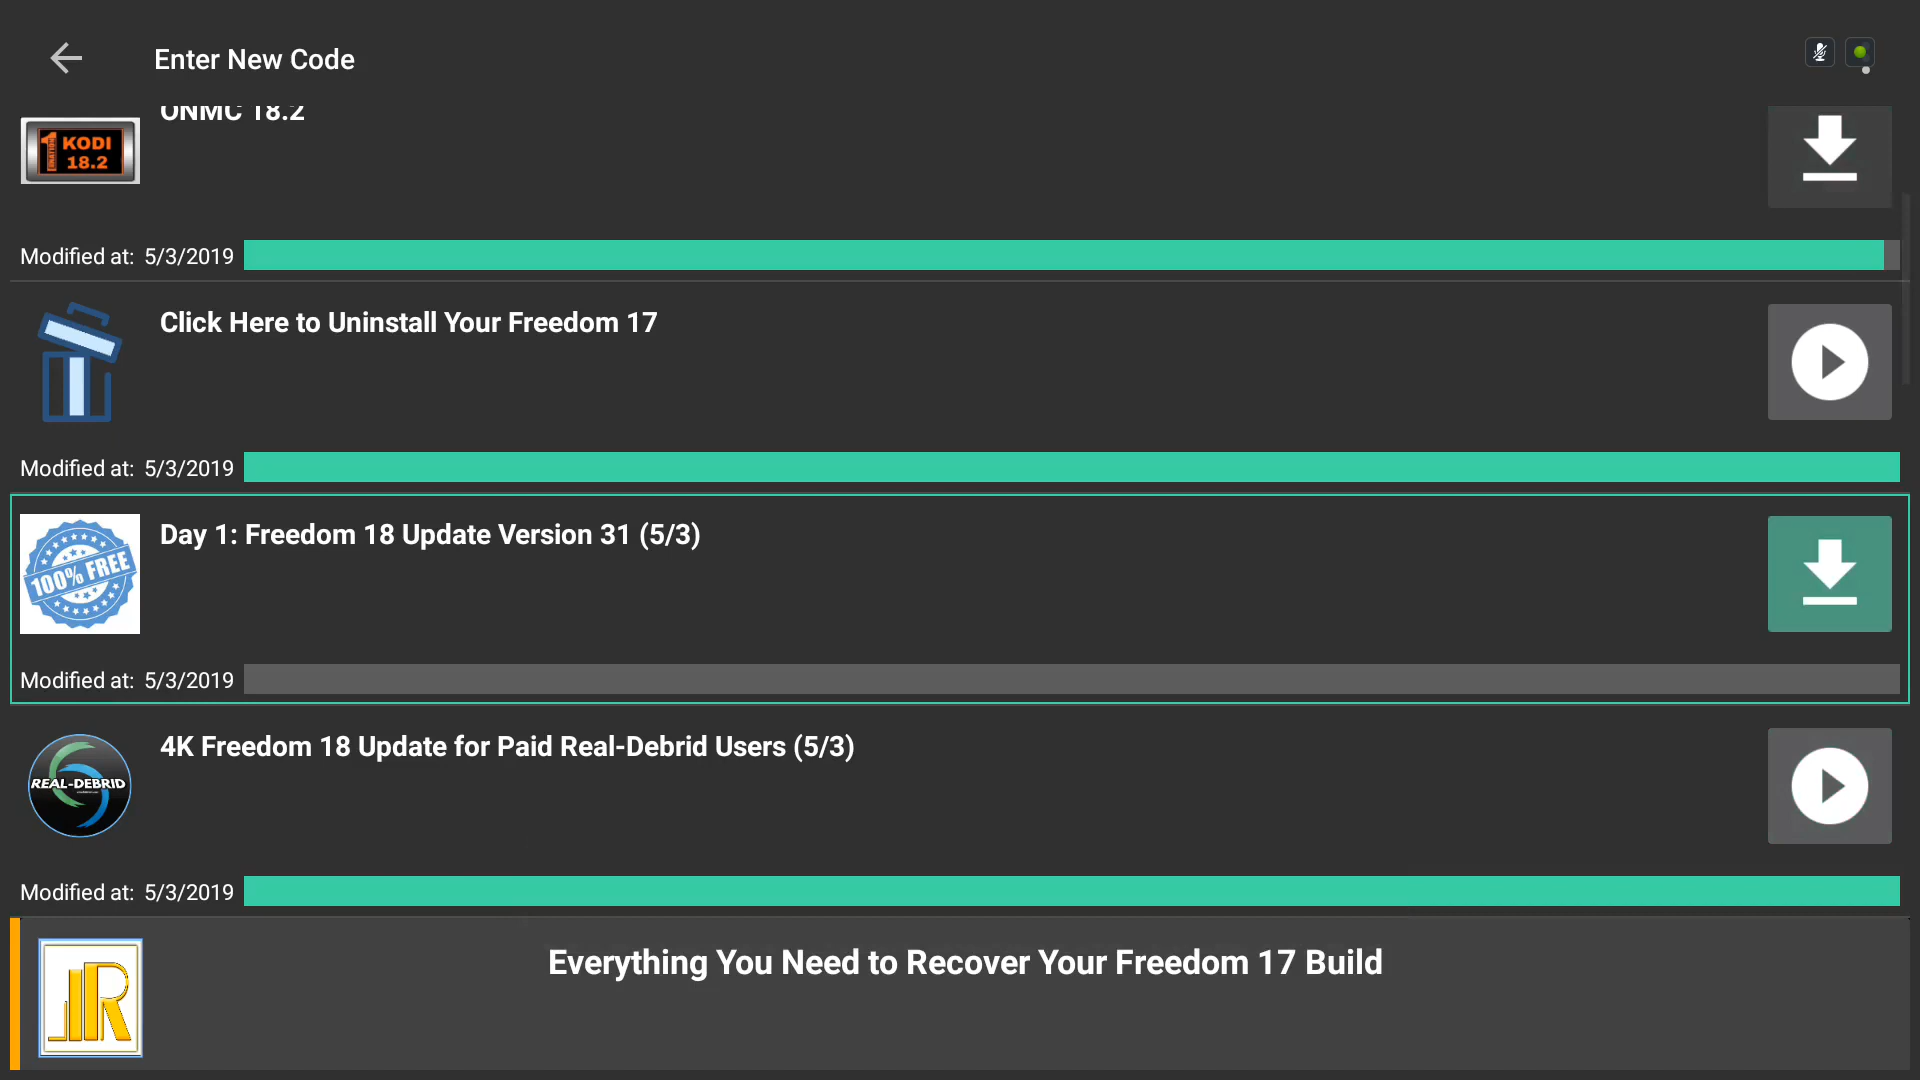 Enter New Code
ONMC 18.2
1 NATION
KODI
18.2
Modified at: 5/3/2019
Click Here to Uninstall Your Freedom 17
Modified at: 5/3/2019
Day 1: Freedom 18 Update Version 31 (5/3)
100% FREE
Modified at: 5/3/2019
4K Freedom 18 Update for Paid Real-Debrid Users (5/3)
REAL-DEBRID
Modified at: 5/3/2019
Everything You Need to Recover Your Freedom 17 Build